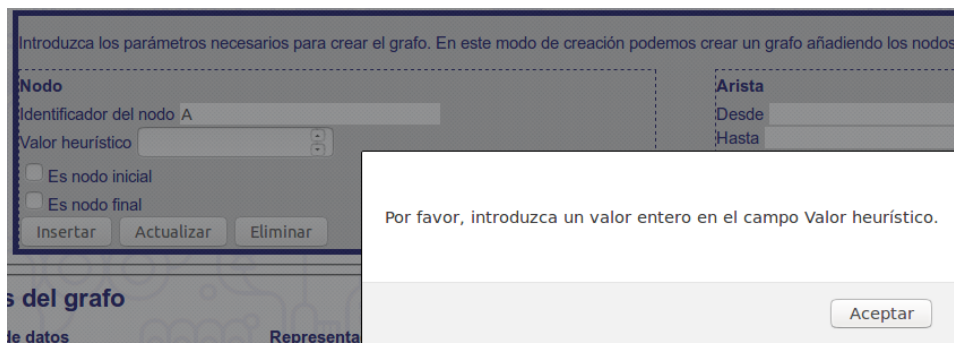 Introduzca los parámetros necesarios para crear el grafo. En este modo de creación podemos crear un grafo añadiendo los nodos
Nodo
Identificador del nodo A
Valor heurístico
Es nodo inicial
Es nodo final
Insertar Actualizar Eliminar
Arista
Desde
Hasta
Por favor, introduzca un valor entero en el campo Valor heurístico.
Aceptar
s del grafo
de datos
Representa